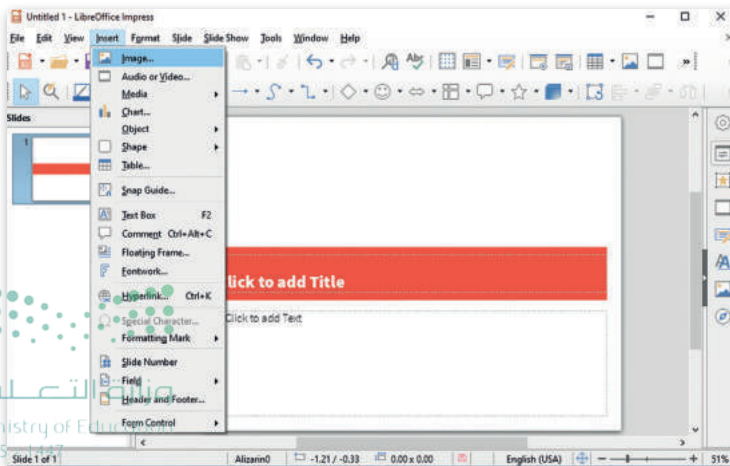 Untitled 1 - LibreOffice Impress
File Edit View Insert Format Slide Slide Show Tools Window Help
Slides
1
Image...
Audio or Video...
Media
Chart...
Object
Shape
Table...
Snap Guide...
Text Box F2
Comment Ctrl+Alt+C
Floating Frame...
Fontwork...
Hyperlink... Ctrl+K
Special Character...
Formatting Mark
Slide Number
Field
Header and Footer...
Form Control
lick to add Title
Click to add Text
Slide 1 of 1 Alizarin0 -1.21 / -0.33 0.00 x 0.00 English (USA) 51%